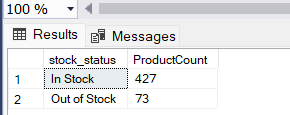 100 %
Results Messages
stock_status ProductCount
1 In Stock 427
2 Out of Stock 73